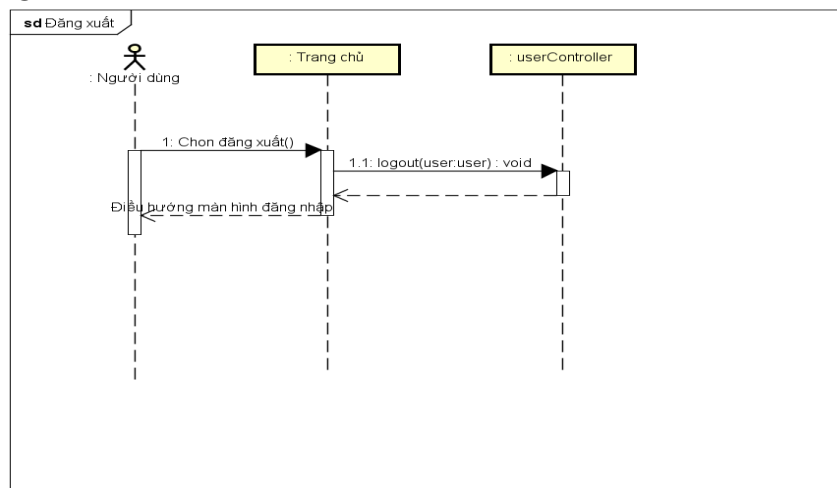 sd Đăng xuất
: Người dùng
: Trang chủ
: userController
1: Chon đăng xuất()
1.1: logout(user:user) : void
Điều hướng màn hình đăng nhập